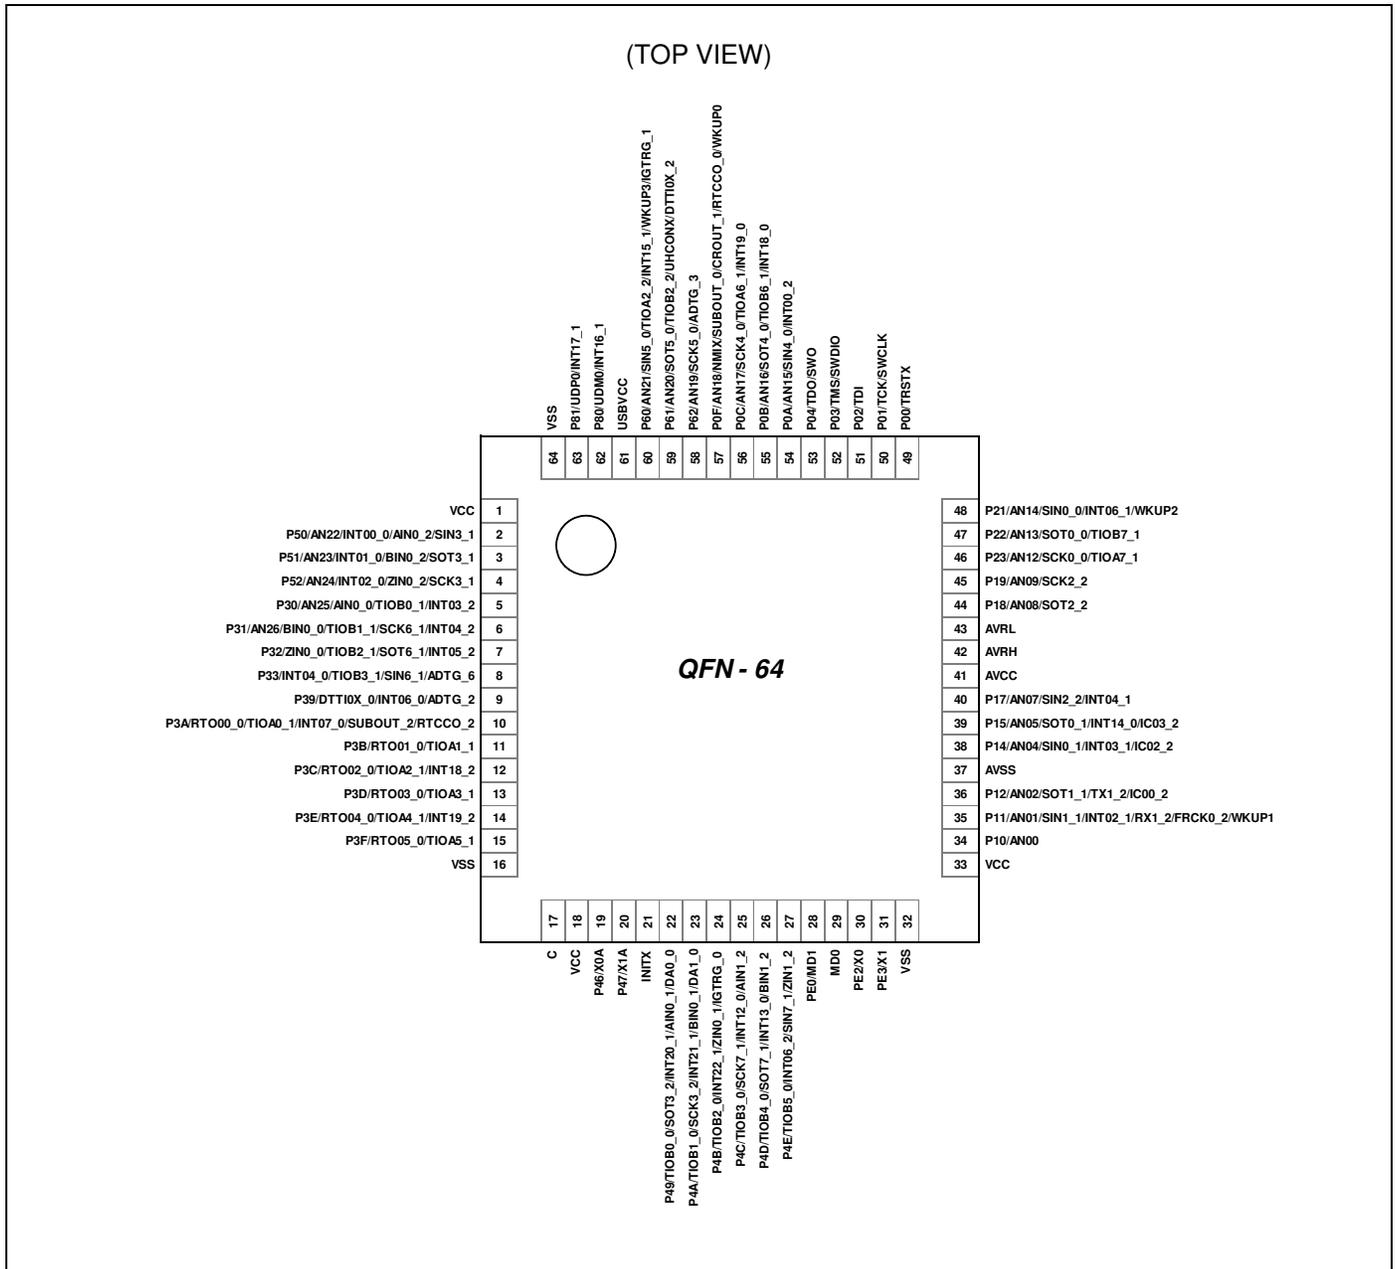 (TOP VIEW)
VSS
P81/UDP0/INT17_1
P80/UDM0/INT16_1
USBVCC
P60/AN21/SIN5_0/TIOA2_2/INT15_1/WKUP3/IGTRG_1
P61/AN20/SOT5_0/TIOB2_2/UHCONX/DTTI0X_2
P62/AN19/SCK5_0/ADTG_3
P0F/AN18/NMIX/SUBOUT_0/CROUT_1/RTCCO_0/WKUP0
P0C/AN17/SCK4_0/TIOA6_1/INT19_0
P0B/AN16/SOT4_0/TIOB6_1/INT18_0
P0A/AN15/SIN4_0/INT00_2
P04/TDO/SWO
P03/TMS/SWDIO
P02/TDI
P01/TCK/SWCLK
P00/TRSTX
64 63 62 61 60 59 58 57 56 55 54 53 52 51 50 49
VCC 1
P50/AN22/INT00_0/AIN0_2/SIN3_1 2
P51/AN23/INT01_0/BIN0_2/SOT3_1 3
P52/AN24/INT02_0/ZIN0_2/SCK3_1 4
P30/AN25/AIN0_0/TIOB0_1/INT03_2 5
P31/AN26/BIN0_0/TIOB1_1/SCK6_1/INT04_2 6
P32/ZIN0_0/TIOB2_1/SOT6_1/INT05_2 7
P33/INT04_0/TIOB3_1/SIN6_1/ADTG_6 8
P39/DTTI0X_0/INT06_0/ADTG_2 9
P3A/RTO00_0/TIOA0_1/INT07_0/SUBOUT_2/RTCCO_2 10
P3B/RTO01_0/TIOA1_1 11
P3C/RTO02_0/TIOA2_1/INT18_2 12
P3D/RTO03_0/TIOA3_1 13
P3E/RTO04_0/TIOA4_1/INT19_2 14
P3F/RTO05_0/TIOA5_1 15
VSS 16
QFN - 64
48 P21/AN14/SIN0_0/INT06_1/WKUP2
47 P22/AN13/SOT0_0/TIOB7_1
46 P23/AN12/SCK0_0/TIOA7_1
45 P19/AN09/SCK2_2
44 P18/AN08/SOT2_2
43 AVRL
42 AVRH
41 AVCC
40 P17/AN07/SIN2_2/INT04_1
39 P15/AN05/SOT0_1/INT14_0/IC03_2
38 P14/AN04/SIN0_1/INT03_1/IC02_2
37 AVSS
36 P12/AN02/SOT1_1/TX1_2/IC00_2
35 P11/AN01/SIN1_1/INT02_1/RX1_2/FRCK0_2/WKUP1
34 P10/AN00
33 VCC
17 18 19 20 21 22 23 24 25 26 27 28 29 30 31 32
C
VCC
P46/X0A
P47/X1A
INITX
P49/TIOB0_0/SOT3_2/INT20_1/AIN0_1/DA0_0
P4A/TIOB1_0/SCK3_2/INT21_1/BIN0_1/DA1_0
P4B/TIOB2_0/INT22_1/ZIN0_1/IGTRG_0
P4C/TIOB3_0/SCK7_1/INT12_0/AIN1_2
P4D/TIOB4_0/SOT7_1/INT13_0/BIN1_2
P4E/TIOB5_0/INT06_2/SIN7_1/ZIN1_2
PE0/MD1
MD0
PE2/X0
PE3/X1
VSS